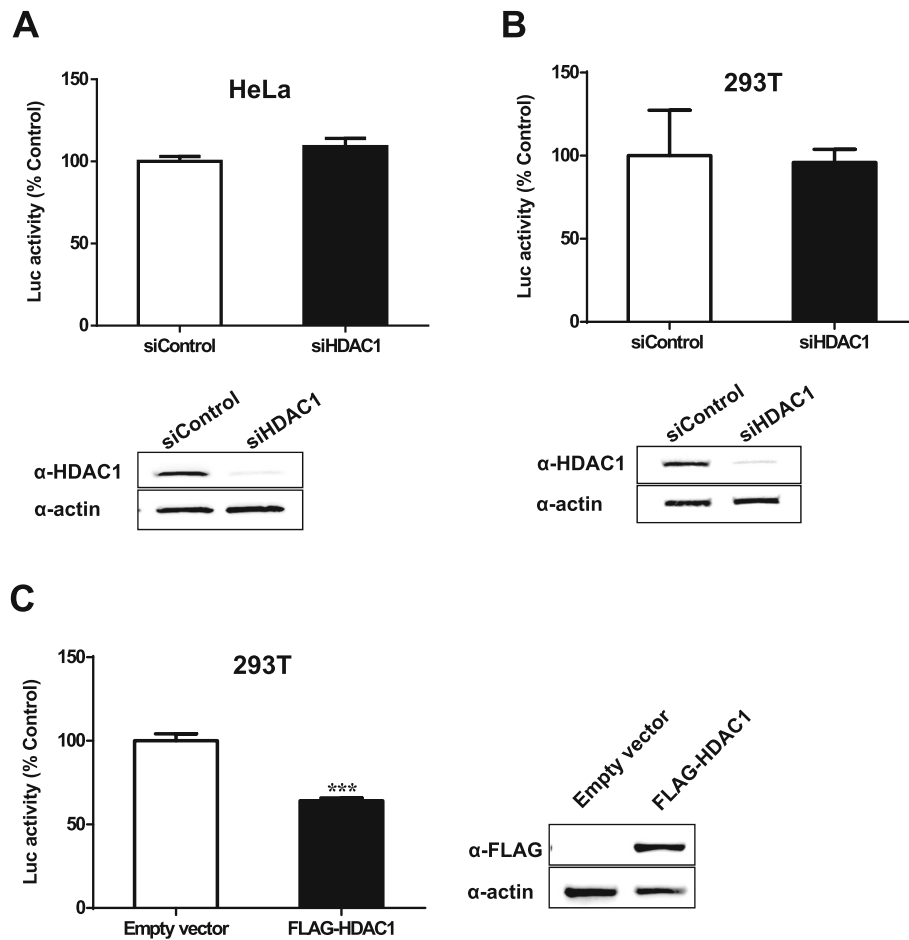 A
HeLa
Luc activity (% Control)
150
100
50
0
siControl siHDAC1
siControl siHDAC1
α-HDAC1
α-actin
B
293T
Luc activity (% Control)
150
100
50
0
siControl siHDAC1
siControl siHDAC1
α-HDAC1
α-actin
C
293T
Luc activity (% Control)
150
100
50
0
***
Empty vector FLAG-HDAC1
Empty vector FLAG-HDAC1
α-FLAG
α-actin